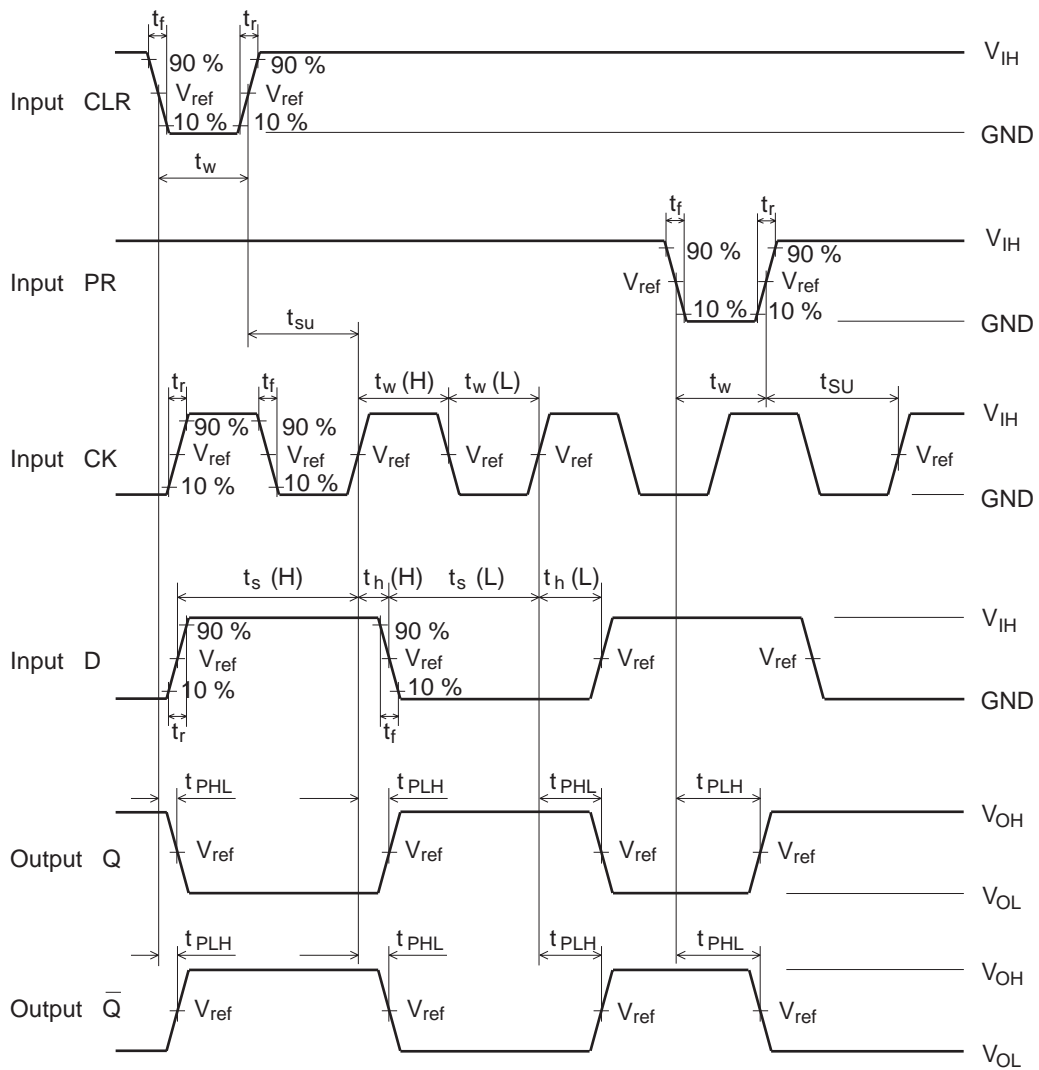 tf tr
90 % 90 % VIH
Input CLR Vref Vref
10 % 10 % GND
tw
tf tr
90 % 90 % VIH
Input PR Vref Vref
10 % 10 % GND
tsu
tr tf tw (H) tw (L) tw tSU
90 % 90 % VIH
Input CK Vref Vref Vref Vref Vref Vref
10 % 10 % GND
ts (H) th (H) ts (L) th (L)
90 % 90 % VIH
Input D Vref Vref Vref Vref
10 % 10 % GND
tr tf
tPHL tPLH tPHL tPLH
VOH
Output Q Vref Vref Vref Vref
VOL
tPLH tPHL tPLH tPHL
VOH
Output Q̅ Vref Vref Vref Vref
VOL